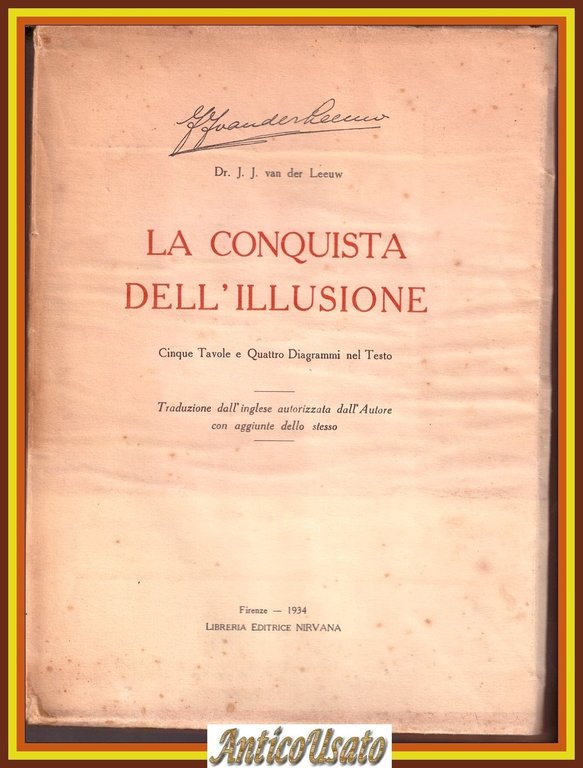 JJvanderLeeuw
Dr. J. J. van der Leeuw
LA CONQUISTA
DELL'ILLUSIONE
Cinque Tavole e Quattro Diagrammi nel Testo
Traduzione dall'inglese autorizzata dall'Autore
con aggiunte dello stesso
Firenze — 1934
LIBRERIA EDITRICE NIRVANA
AnticoUsato